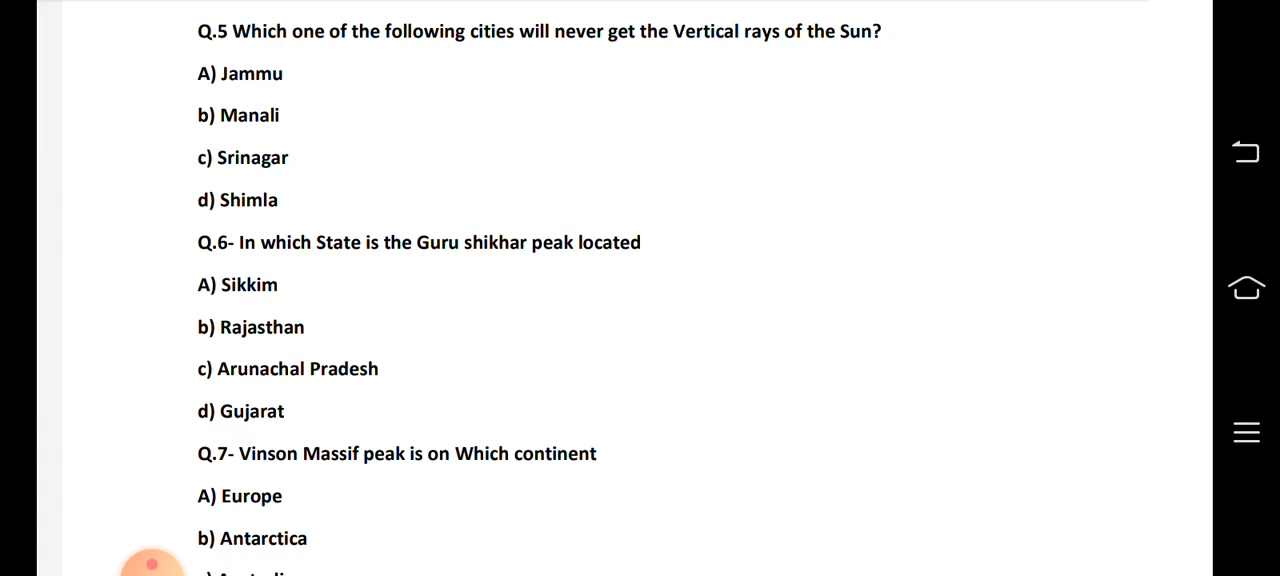 Q.5 Which one of the following cities will never get the Vertical rays of the Sun?
A) Jammu
b) Manali
c) Srinagar
d) Shimla
Q.6- In which State is the Guru shikhar peak located
A) Sikkim
b) Rajasthan
c) Arunachal Pradesh
d) Gujarat
Q.7- Vinson Massif peak is on Which continent
A) Europe
b) Antarctica